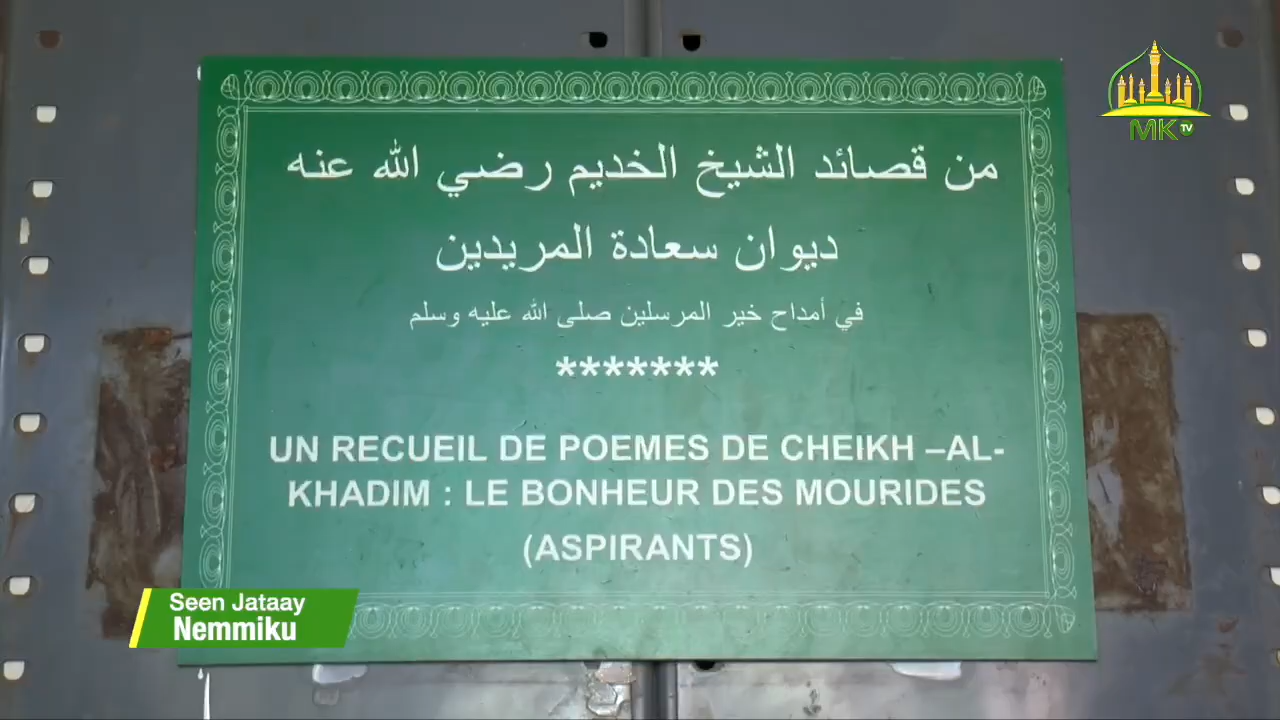 من قصائد الشيخ الخديم رضي الله عنه
ديوان سعادة المريدين
في أمداح خير المرسلين صلى الله عليه وسلم
*******
UN RECUEIL DE POEMES DE CHEIKH –AL-
KHADIM : LE BONHEUR DES MOURIDES
(ASPIRANTS)
MK TV
Seen Jataay
Nemmiku